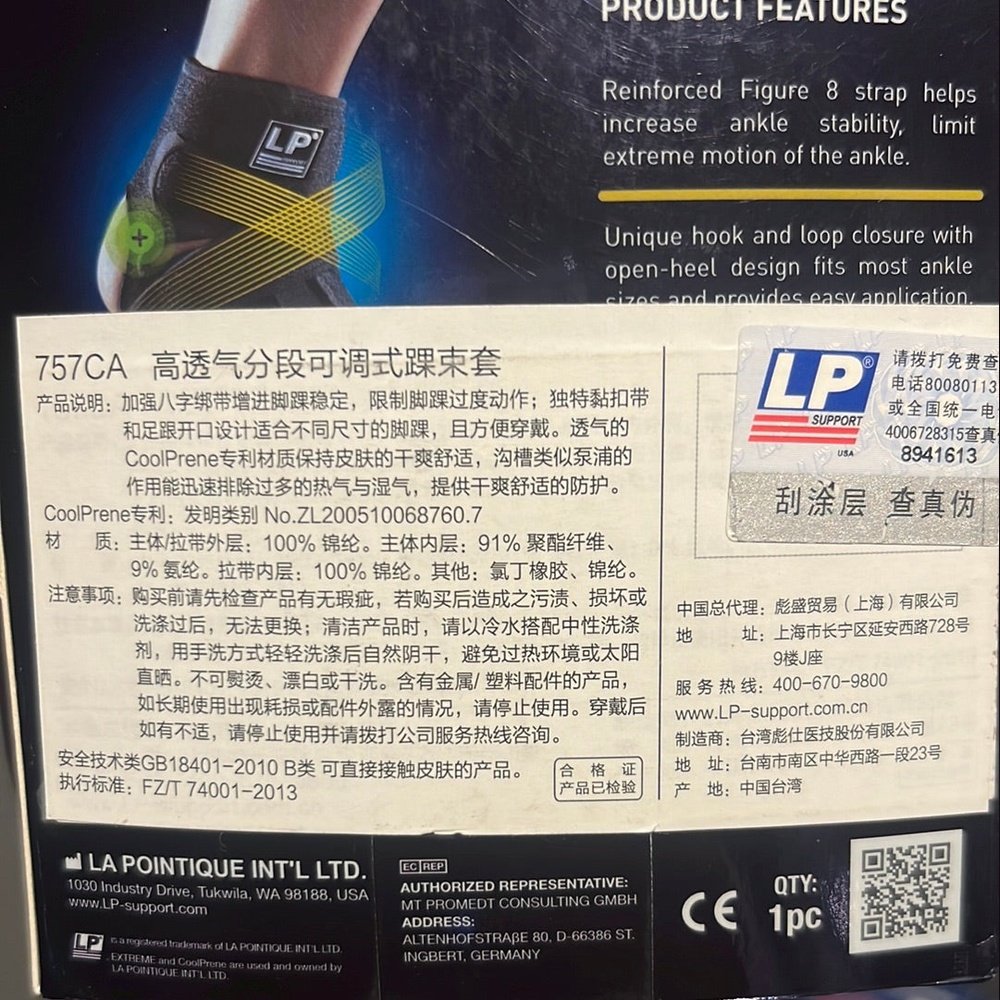 PRODUCT FEATURES
Reinforced Figure 8 strap helps
increase ankle stability, limit
extreme motion of the ankle.
Unique hook and loop closure with
open-heel design fits most ankle
sizes and provides easy application.
LP
SUPPORT
757CA 高透气分段可调式踝束套
产品说明：加强八字绑带增进脚踝稳定，限制脚踝过度动作；独特黏扣带
和足跟开口设计适合不同尺寸的脚踝，且方便穿戴。透气的
CoolPrene专利材质保持皮肤的干爽舒适，沟槽类似泵浦的
作用能迅速排除过多的热气与湿气，提供干爽舒适的防护。
CoolPrene专利：发明类别 No.ZL200510068760.7
材 质：主体/拉带外层：100% 锦纶。主体内层：91% 聚酯纤维、
9% 氨纶。拉带内层：100% 锦纶。其他：氯丁橡胶、锦纶。
注意事项：购买前请先检查产品有无瑕疵，若购买后造成之污渍、损坏或
洗涤过后，无法更换；清洁产品时，请以冷水搭配中性洗涤
剂，用手洗方式轻轻洗涤后自然阴干，避免过热环境或太阳
直晒。不可熨烫、漂白或干洗。含有金属/ 塑料配件的产品，
如长期使用出现耗损或配件外露的情况，请停止使用。穿戴后
如有不适，请停止使用并请拨打公司服务热线咨询。
安全技术类GB18401-2010 B类 可直接接触皮肤的产品。
执行标准：FZ/T 74001-2013
合 格 证
产品已检验
LP®
SUPPORT
USA
请拨打免费查
电话80080113
或全国统一电
4006728315查真
8941613
刮涂层 查真伪
中国总代理：彪盛贸易（上海）有限公司
地 址：上海市长宁区延安西路728号
9楼J座
服务热线：400-670-9800
www.LP-support.com.cn
制造商：台湾彪仕医技股份有限公司
地 址：台南市南区中华西路一段23号
产 地：中国台湾
LA POINTIQUE INT'L LTD.
1030 Industry Drive, Tukwila, WA 98188, USA
www.LP-support.com
LP is a registered trademark of LA POINTIQUE INT'L LTD.
EXTREME and CoolPrene are used and owned by
LA POINTIQUE INT'L LTD.
EC REP
AUTHORIZED REPRESENTATIVE:
MT PROMEDT CONSULTING GMBH
ADDRESS:
ALTENHOFSTRAβE 80, D-66386 ST.
INGBERT, GERMANY
CE
QTY:
1pc